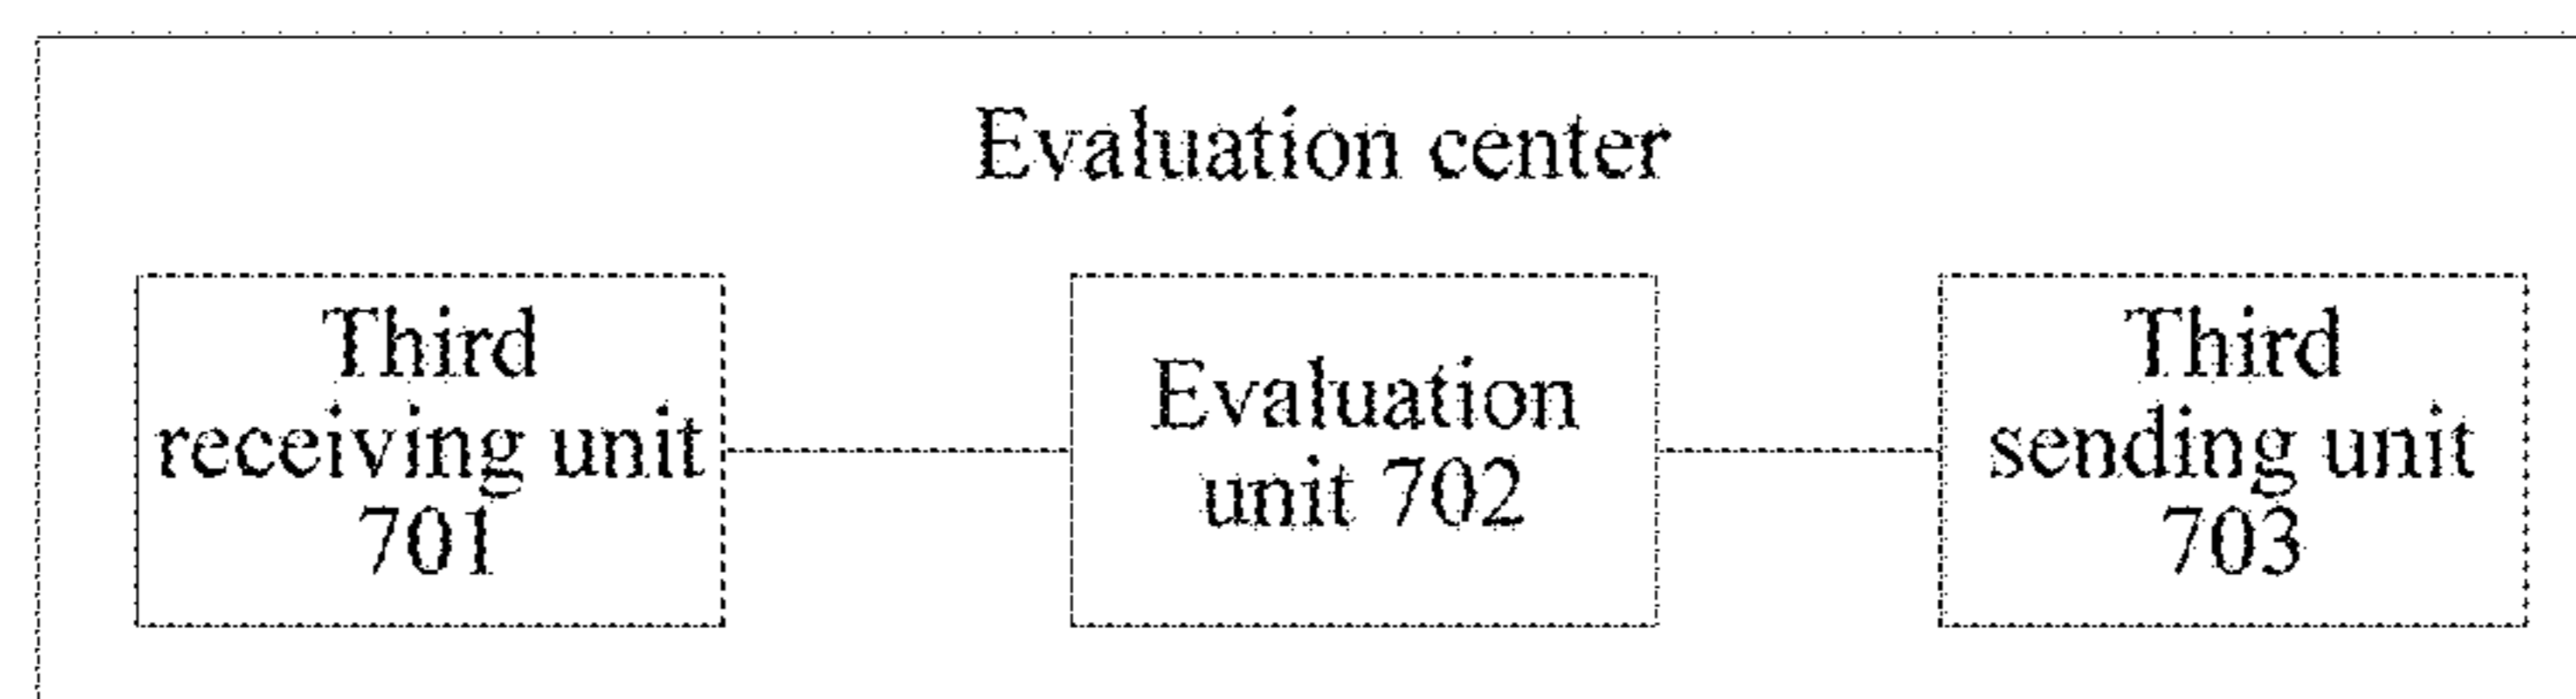 Evaluation center
Third
receiving unit
701
Evaluation
unit 702
Third
sending unit
703